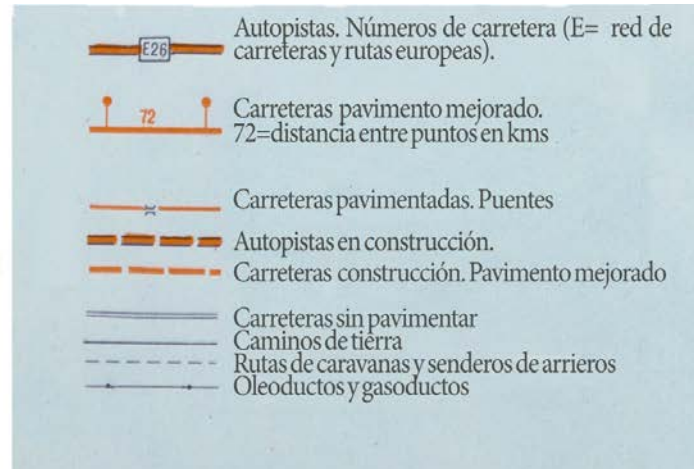 E26
Autopistas. Números de carretera (E= red de
carreteras y rutas europeas).
72
Carreteras pavimento mejorado.
72=distancia entre puntos en kms
Carreteras pavimentadas. Puentes
Autopistas en construcción.
Carreteras construcción. Pavimento mejorado
Carreteras sin pavimentar
Caminos de tierra
Rutas de caravanas y senderos de arrieros
Oleoductos y gasoductos